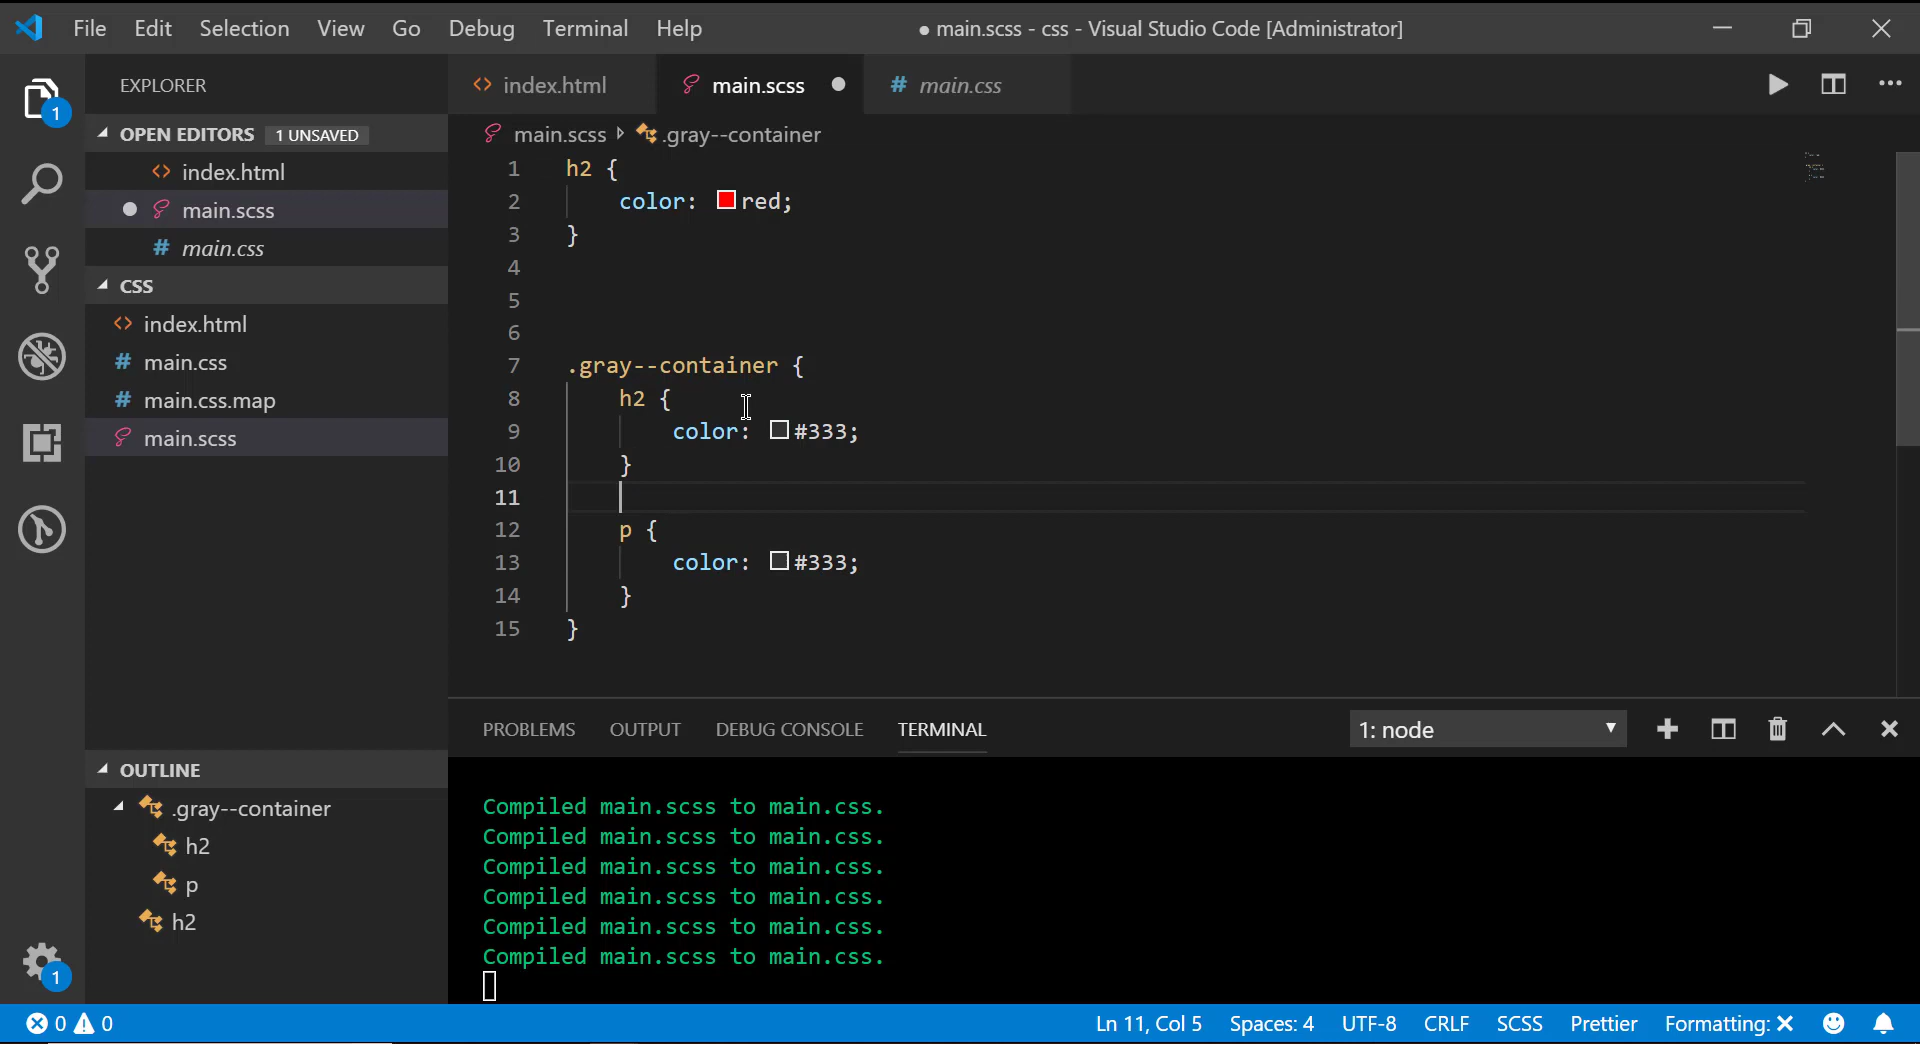 File Edit Selection View Go Debug Terminal Help ● main.scss - css - Visual Studio Code [Administrator]
EXPLORER
OPEN EDITORS 1 UNSAVED
index.html
main.scss
main.css
CSS
index.html
main.css
main.css.map
main.scss
OUTLINE
.gray--container
h2
p
h2
1
1
index.html main.scss main.css
main.scss .gray--container
1 h2 {
2 color: red;
3 }
4
5
6
7 .gray--container {
8 h2 {
9 color: #333;
10 }
11
12 p {
13 color: #333;
14 }
15 }
PROBLEMS OUTPUT DEBUG CONSOLE TERMINAL 1: node
Compiled main.scss to main.css.
Compiled main.scss to main.css.
Compiled main.scss to main.css.
Compiled main.scss to main.css.
Compiled main.scss to main.css.
Compiled main.scss to main.css.
0 0 Ln 11, Col 5 Spaces: 4 UTF-8 CRLF SCSS Prettier Formatting: ✕